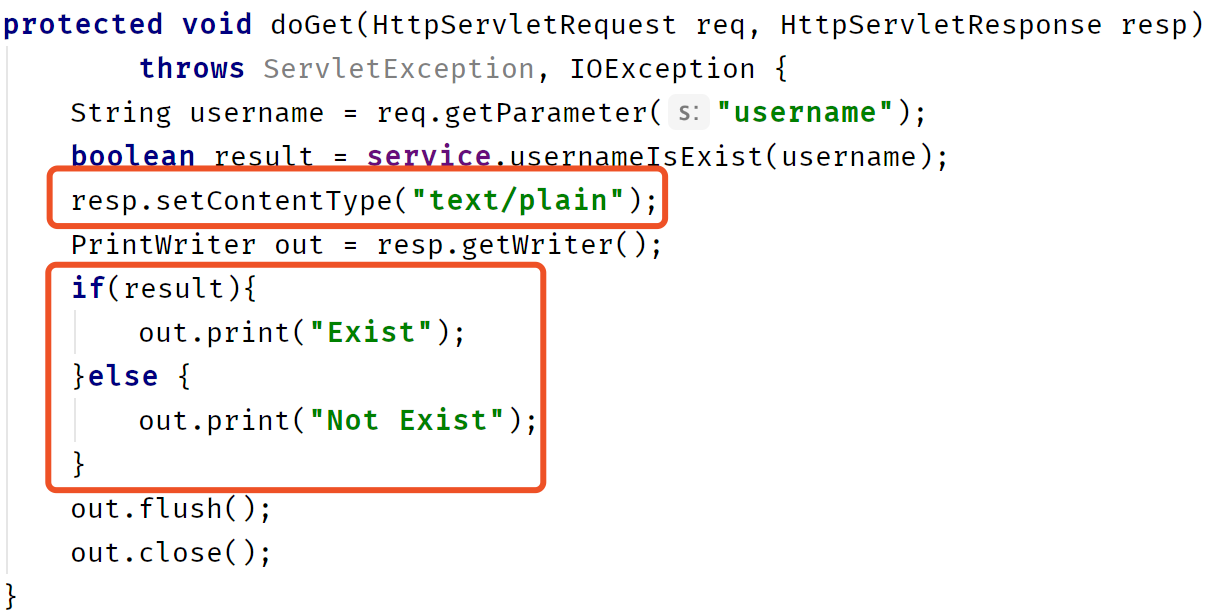 protected void doGet(HttpServletRequest req, HttpServletResponse resp)
        throws ServletException, IOException {
    String username = req.getParameter( s: "username");
    boolean result = service.usernameIsExist(username);
    resp.setContentType("text/plain");
    PrintWriter out = resp.getWriter();
    if(result){
        out.print("Exist");
    }else {
        out.print("Not Exist");
    }
    out.flush();
    out.close();
}